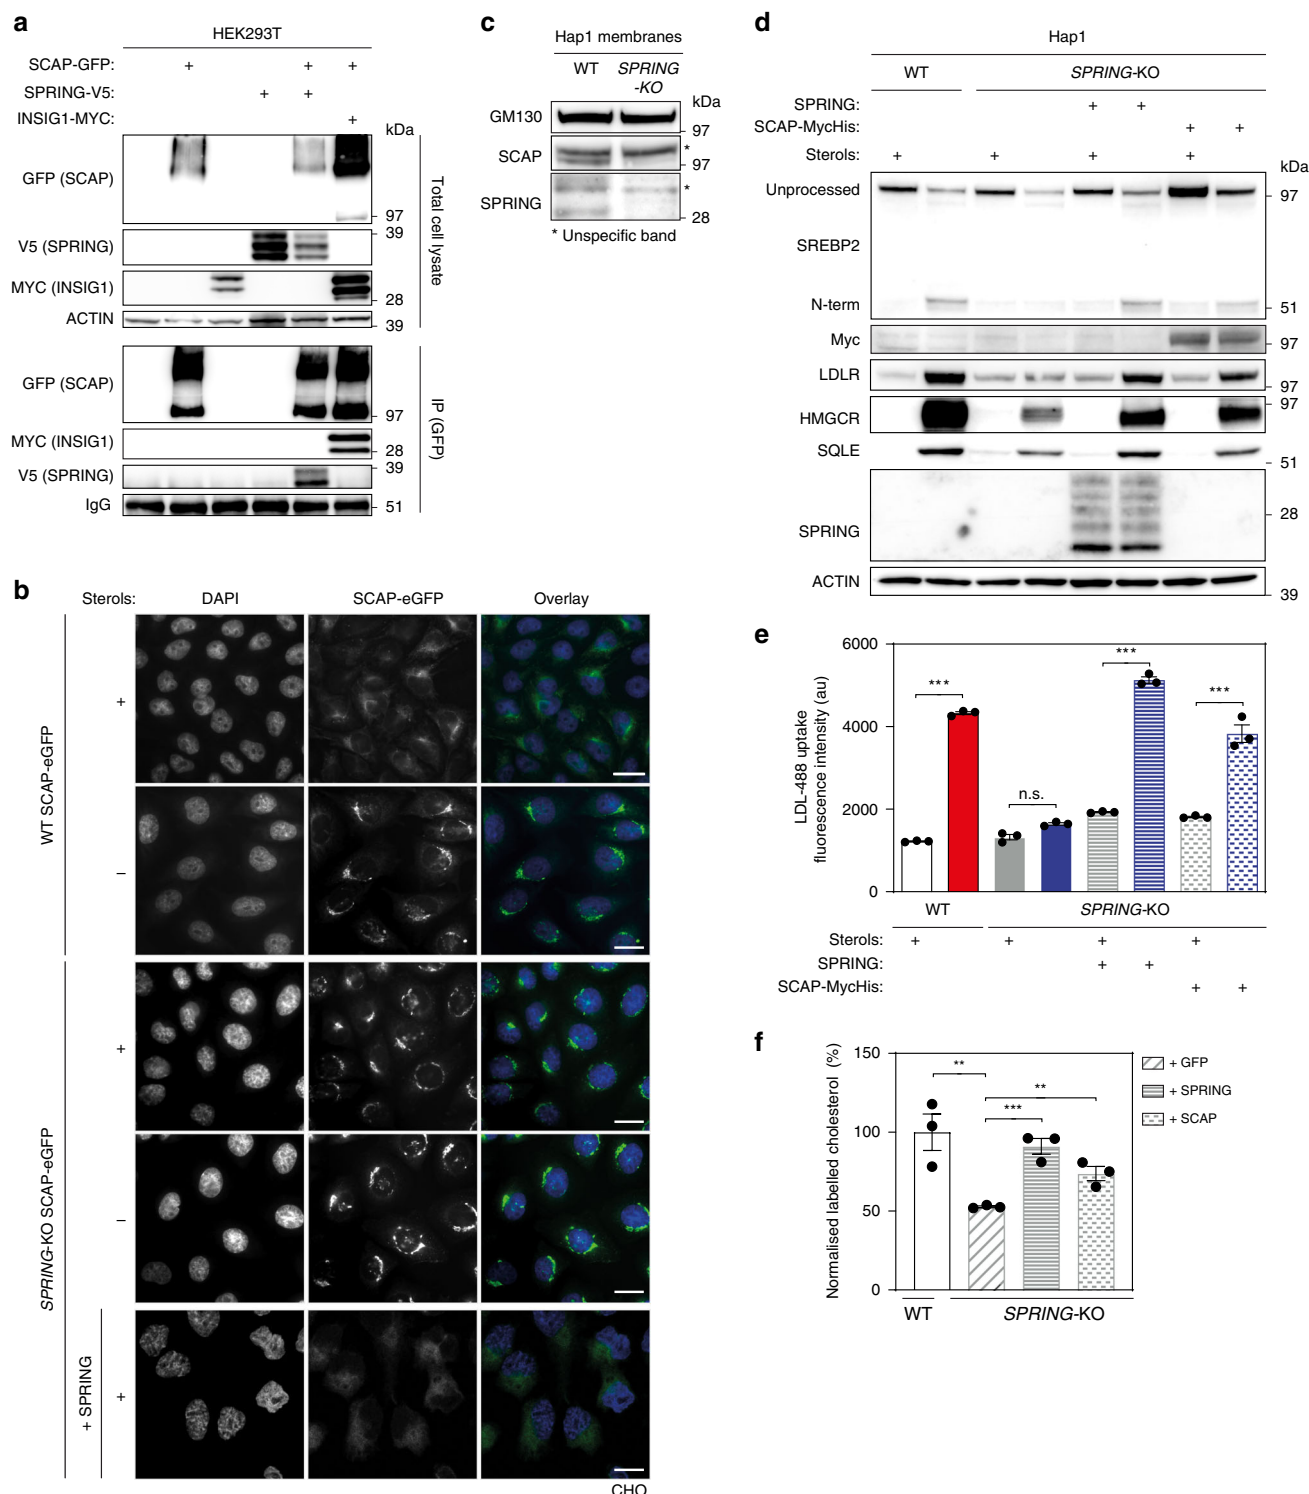 a
HEK293T
SCAP-GFP: + + +
SPRING-V5: + +
INSIG1-MYC: +
kDa
GFP (SCAP)
97
39
V5 (SPRING)
MYC (INSIG1)
28
ACTIN
39
Total cell lysate
GFP (SCAP)
97
MYC (INSIG1)
28
39
V5 (SPRING)
IgG
51
IP (GFP)
b
Sterols: DAPI SCAP-eGFP Overlay
WT SCAP-eGFP
+
–
SPRING-KO SCAP-eGFP
+
–
+ SPRING
+
CHO
c
Hap1 membranes
WT SPRING
-KO
kDa
GM130
97
SCAP
*
97
SPRING
*
28
* Unspecific band
d
Hap1
WT SPRING-KO
SPRING: + +
SCAP-MycHis: + +
Sterols: + + + +
kDa
Unprocessed
97
SREBP2
N-term
51
Myc
97
LDLR
97
97
HMGCR
SQLE
51
28
SPRING
ACTIN
39
e
LDL-488 uptake
fluorescence intensity (au)
6000
4000
2000
0
***
n.s.
***
***
WT SPRING-KO
Sterols: + + + +
SPRING: + +
SCAP-MycHis: + +
f
Normalised labelled cholesterol (%)
150
100
50
0
**
**
***
+ GFP
+ SPRING
+ SCAP
WT SPRING-KO